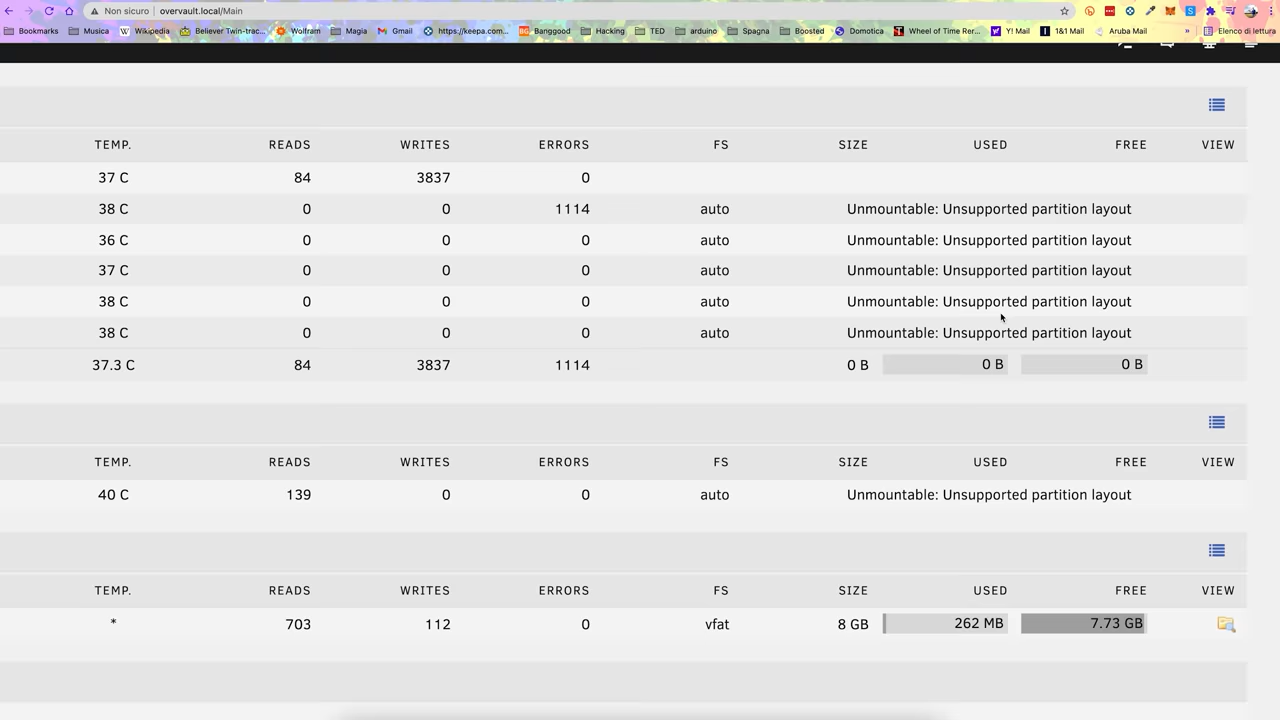 Non sicuro overvault.local/Main
Bookmarks Musica Wikipedia Believer Twin-trac... Wolfram Magia Gmail https://keepa.com... Banggood Hacking TED arduino Spagna Boosted Domotica Wheel of Time Rer... Y! Mail 1&1 Mail Aruba Mail » Elenco di lettura
TEMP. READS WRITES ERRORS FS SIZE USED FREE VIEW
37 C 84 3837 0
38 C 0 0 1114 auto Unmountable: Unsupported partition layout
36 C 0 0 0 auto Unmountable: Unsupported partition layout
37 C 0 0 0 auto Unmountable: Unsupported partition layout
38 C 0 0 0 auto Unmountable: Unsupported partition layout
38 C 0 0 0 auto Unmountable: Unsupported partition layout
37.3 C 84 3837 1114 0 B 0 B 0 B
TEMP. READS WRITES ERRORS FS SIZE USED FREE VIEW
40 C 139 0 0 auto Unmountable: Unsupported partition layout
TEMP. READS WRITES ERRORS FS SIZE USED FREE VIEW
* 703 112 0 vfat 8 GB 262 MB 7.73 GB